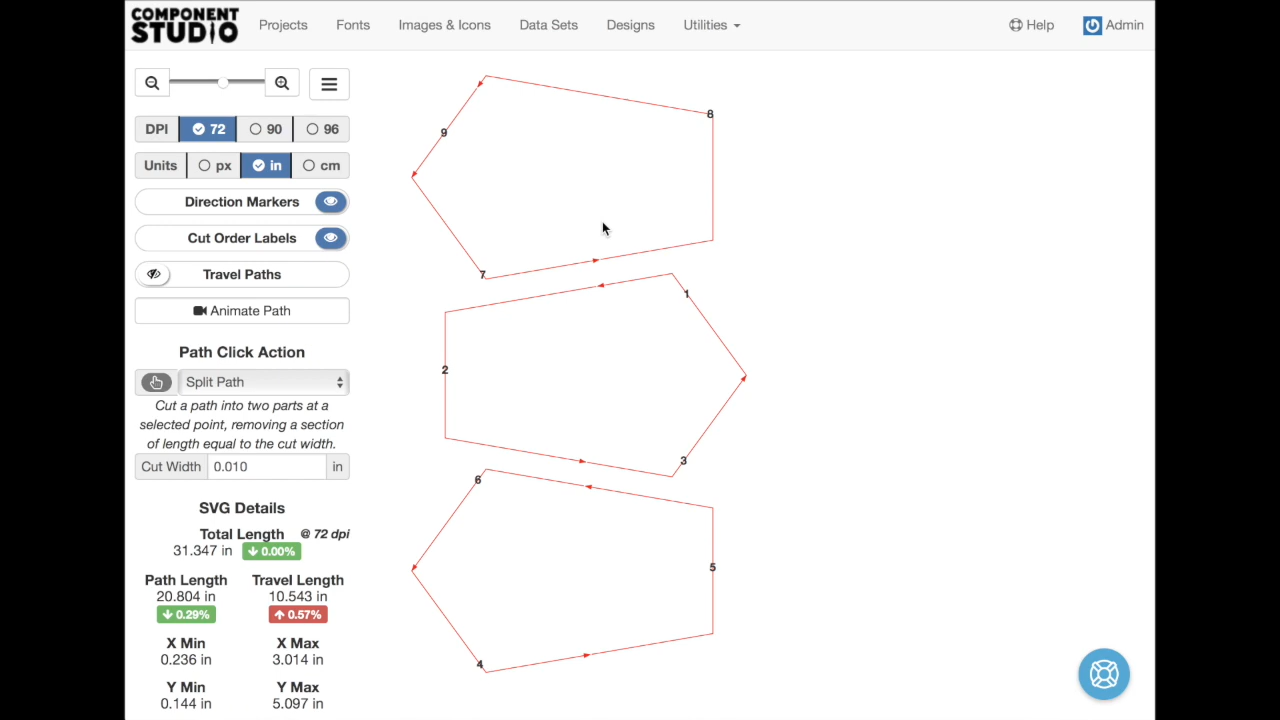 COMPONENT
STUDIO
Projects Fonts Images & Icons Data Sets Designs Utilities Help Admin
DPI 72 90 96
Units px in cm
Direction Markers
Cut Order Labels
Travel Paths
Animate Path
Path Click Action
Split Path
Cut a path into two parts at a
selected point, removing a section
of length equal to the cut width.
Cut Width 0.010 in
SVG Details
Total Length @ 72 dpi
31.347 in 0.00%
Path Length Travel Length
20.804 in 10.543 in
0.29% 0.57%
X Min X Max
0.236 in 3.014 in
Y Min Y Max
0.144 in 5.097 in
8
9
7
1
2
3
6
5
4